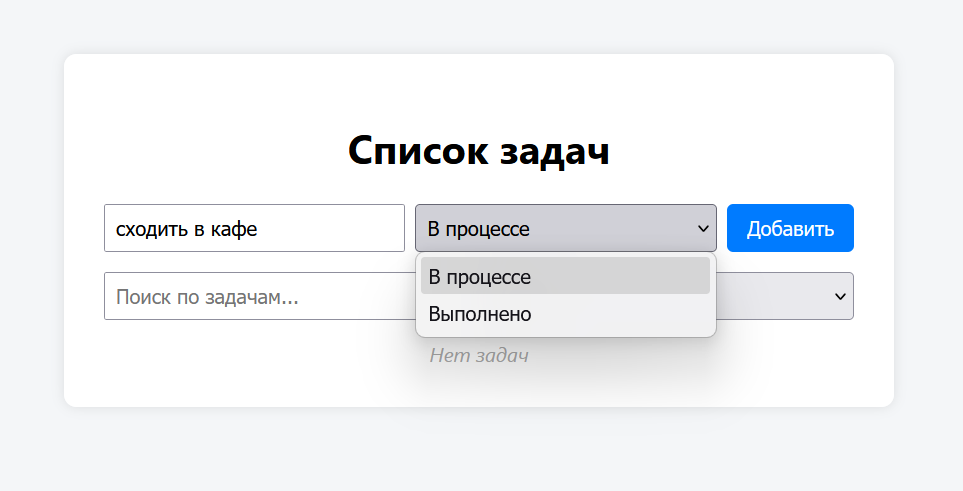 Список задач
сходить в кафе
В процессе
Добавить
В процессе
Выполнено
Поиск по задачам...
Нет задач